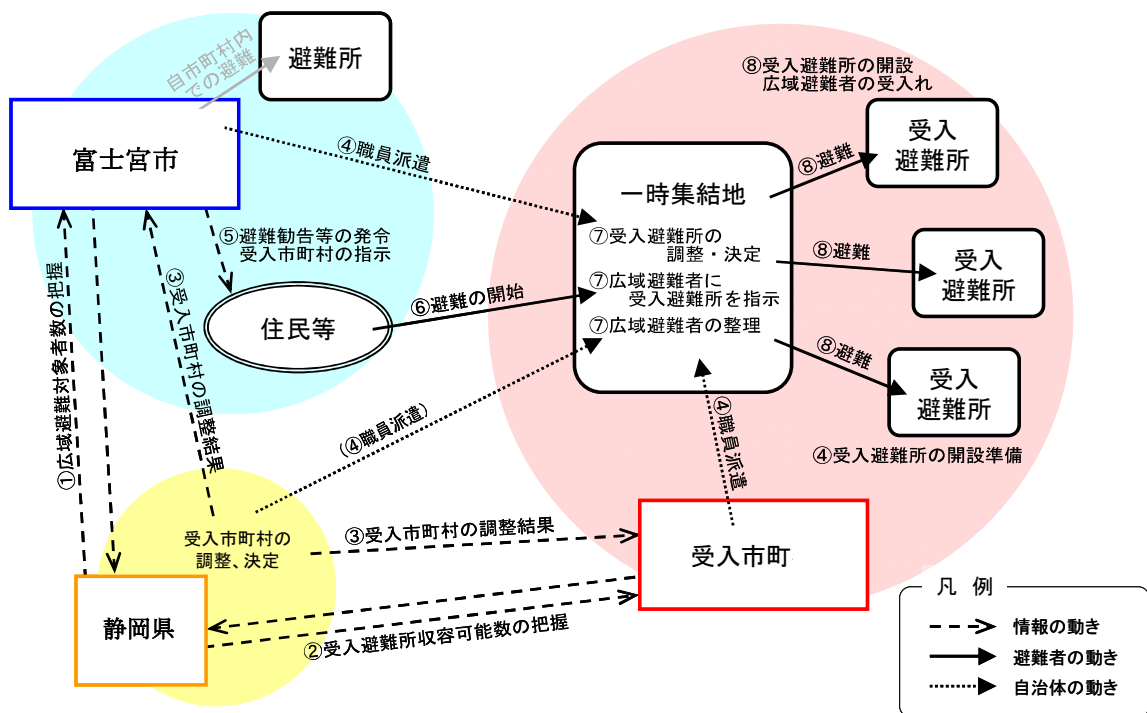 自市町村内
での避難
避難所
富士宮市
④職員派遣
⑤避難勧告等の発令
受入市町村の指示
住民等
⑥避難の開始
①広域避難対象者数の把握
③受入市町村の調整結果
⑧受入避難所の開設
広域避難者の受入れ
一時集結地
⑦受入避難所の
調整・決定
⑦広域避難者に
受入避難所を指示
⑦広域避難者の整理
⑧避難
受入
避難所
⑧避難
受入
避難所
⑧避難
受入
避難所
④受入避難所の開設準備
(④職員派遣)
④職員派遣
受入市町村の
調整、決定
③受入市町村の調整結果
受入市町
静岡県
②受入避難所収容可能数の把握
凡 例
情報の動き
避難者の動き
自治体の動き